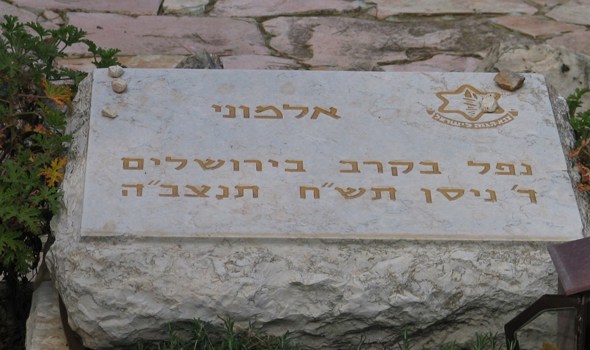 אלמוני
נפל בקרב בירושלים
ד׳ ניסן תש״ח תנצב״ה